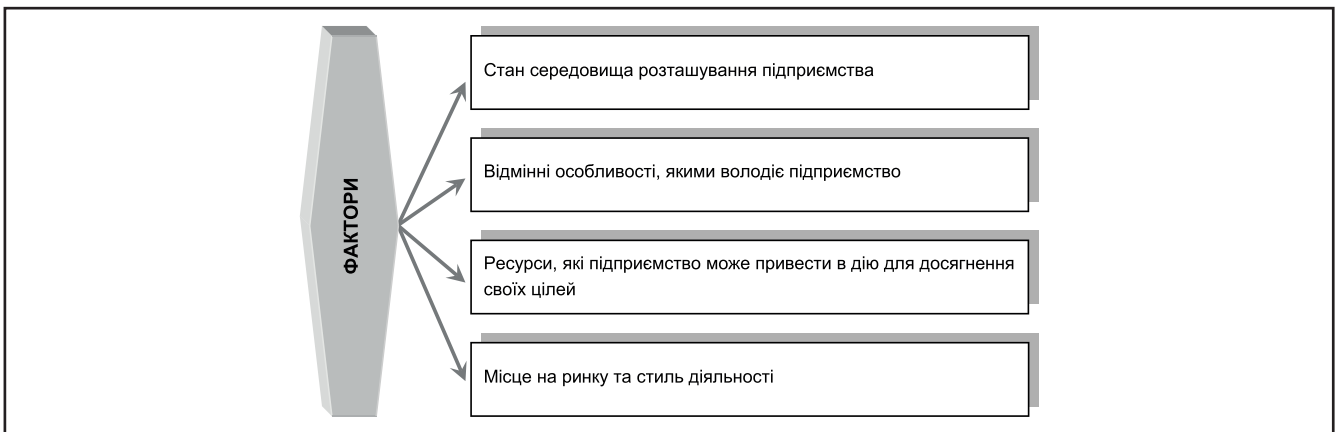 ФАКТОРИ
Стан середовища розташування підприємства
Відмінні особливості, якими володіє підприємство
Ресурси, які підприємство може привести в дію для досягнення
своїх цілей
Місце на ринку та стиль діяльності